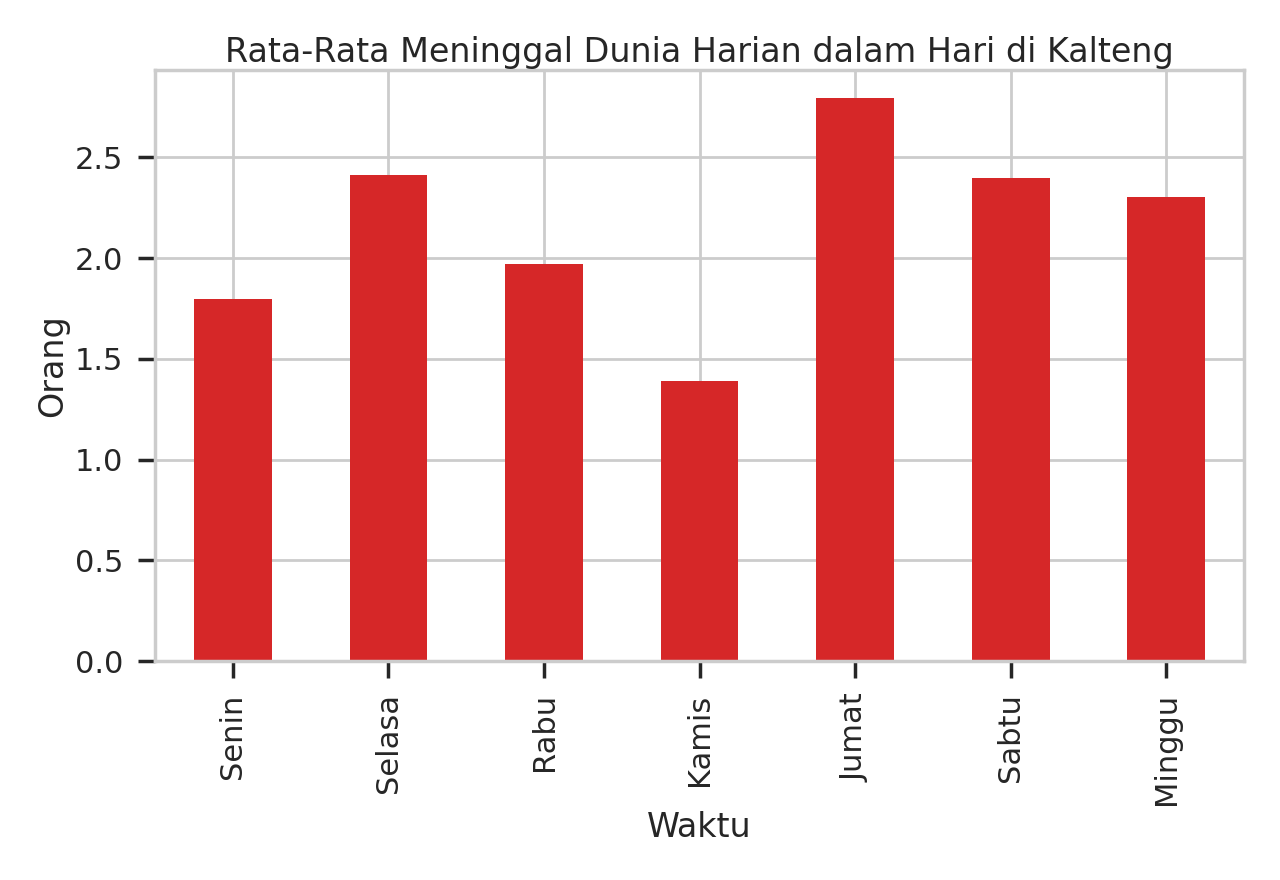 Rata-Rata Meninggal Dunia Harian dalam Hari di Kalteng
Orang
2.5
2.0
1.5
1.0
0.5
0.0
Senin
Selasa
Rabu
Kamis
Jumat
Sabtu
Minggu
Waktu